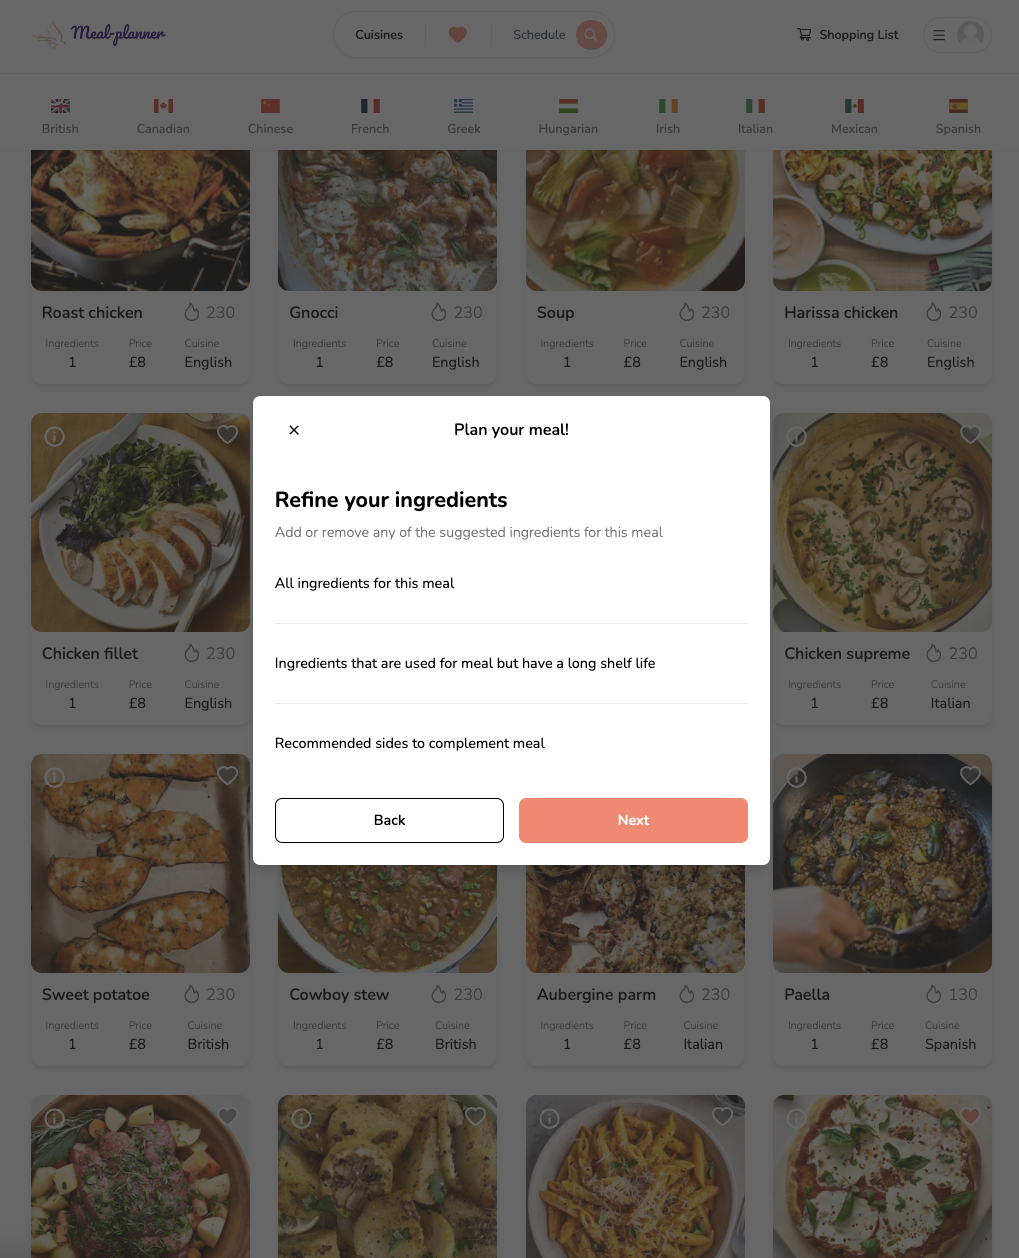 Meal-planner
Cuisines Schedule Shopping List
British Canadian Chinese French Greek Hungarian Irish Italian Mexican Spanish
Roast chicken 230 Gnocci 230 Soup 230 Harissa chicken 230
Ingredients Price Cuisine Ingredients Price Cuisine Ingredients Price Cuisine Ingredients Price Cuisine
1 £8 English 1 £8 English 1 £8 English 1 £8 English
Plan your meal!
Refine your ingredients
Add or remove any of the suggested ingredients for this meal
All ingredients for this meal
Ingredients that are used for meal but have a long shelf life
Recommended sides to complement meal
Back Next
Chicken fillet 230 Chicken supreme 230
Ingredients Price Cuisine Ingredients Price Cuisine
1 £8 English 1 £8 Italian
Sweet potatoe 230 Cowboy stew 230 Aubergine parm 230 Paella 130
Ingredients Price Cuisine Ingredients Price Cuisine Ingredients Price Cuisine Ingredients Price Cuisine
1 £8 British 1 £8 British 1 £8 Italian 1 £8 Spanish